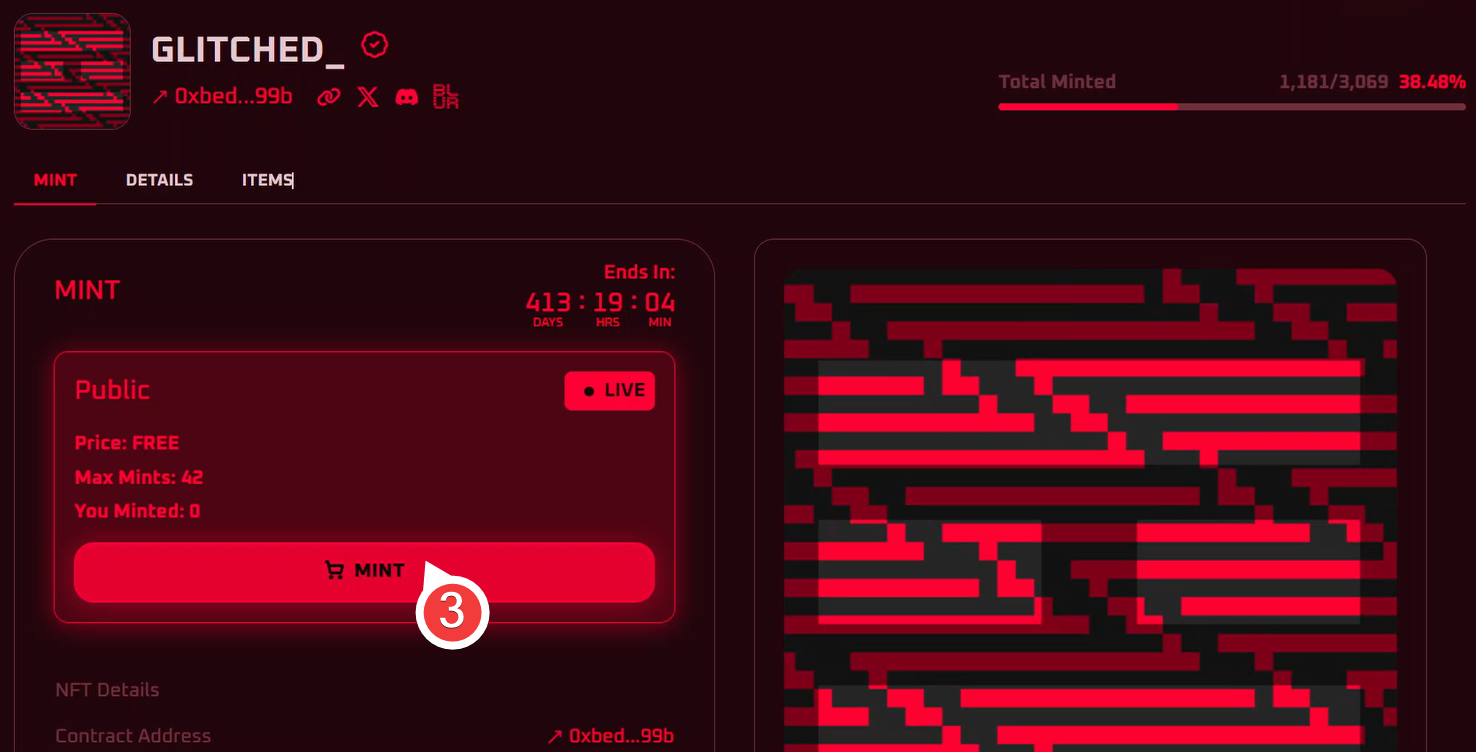 GLITCHED_
↗ 0xbed...99b
BL
UR
Total Minted 1,181/3,069 38.48%
MINT DETAILS ITEMS
MINT
Ends In:
413 : 19 : 04
DAYS HRS MIN
Public
LIVE
Price: FREE
Max Mints: 42
You Minted: 0
MINT
3
NFT Details
Contract Address ↗ 0xbed...99b